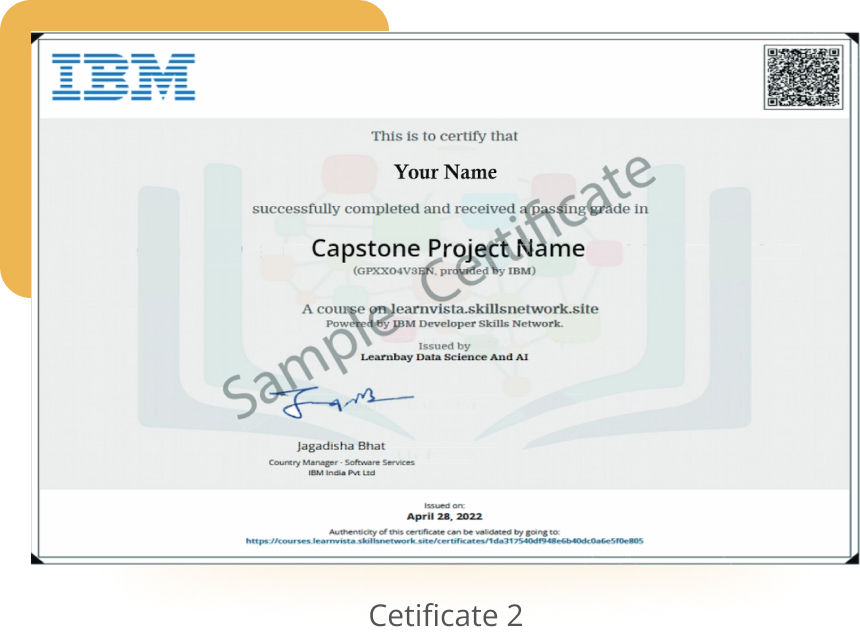 IBM
This is to certify that
Your Name
successfully completed and received a passing grade in
Capstone Project Name
(GPXX04V3EN, provided by IBM)
A course on learnvista.skillsnetwork.site
Powered by IBM Developer Skills Network.
Issued by
Learnbay Data Science And AI
Sample Certificate
Jagadisha Bhat
Country Manager - Software Services
IBM India Pvt Ltd
Issued on:
April 28, 2022
Authenticity of this certificate can be validated by going to:
https://courses.learnvista.skillsnetwork.site/certificates/1da317540df948e6b40dc0a6e5f0e805
Cetificate 2